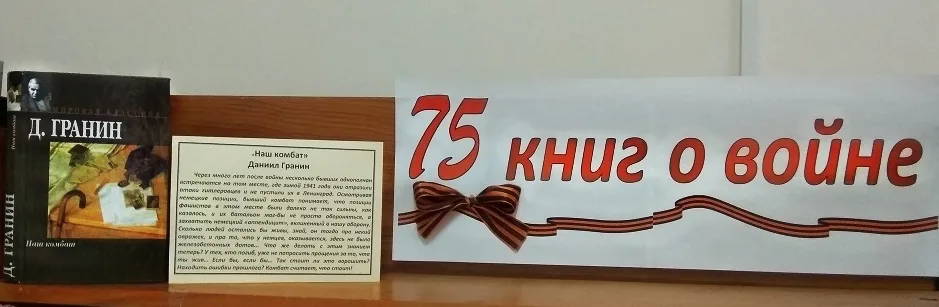 МИРОВАЯ КЛАССИКА
Д. ГРАНИН
Наш комбат
Д. ГРАНИН
Наш комбат
«Наш комбат»
Даниил Гранин
Через много лет после войны несколько бывших однополчан
встречаются на том месте, где зимой 1941 года они отразили
атаки гитлеровцев и не пустили их в Ленинград. Осматривая
немецкие позиции, бывший комбат понимает, что позиции
фашистов в этом месте были далеко не так сильны, как
казалось, и их батальон мог-бы не просто обороняться, а
захватить немецкий «аппендицит», вклиненный в нашу оборону.
Сколько людей остались бы живы, знай, он тогда про некий
овражек, и про то, что у немцев, оказывается, здесь не было
железобетонных дотов... Что же делать с этим знанием
теперь? У тех, кто погиб, уже не попросить прощения за то, что
ты жив... Если бы, если бы... Так стоит ли это ворошить?
Находить ошибки прошлого? Комбат считает, что стоит!
75 книг о войне